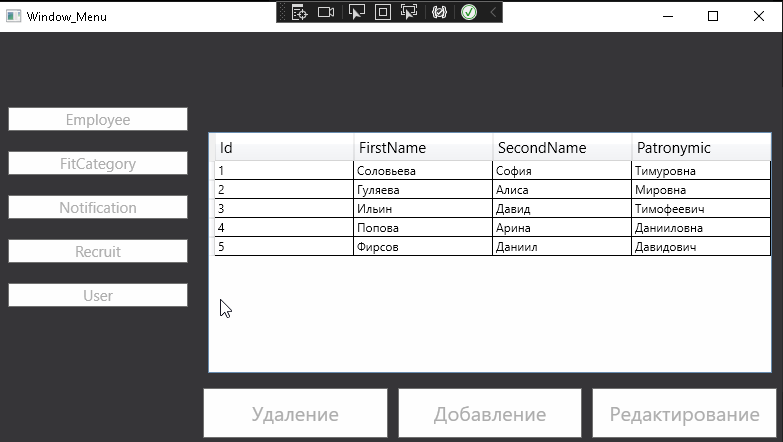 Window_Menu
Employee
FitCategory
Notification
Recruit
User
Id FirstName SecondName Patronymic
1 Соловьева София Тимуровна
2 Гуляева Алиса Мировна
3 Ильин Давид Тимофеевич
4 Попова Арина Данииловна
5 Фирсов Даниил Давидович
Удаление Добавление Редактирование